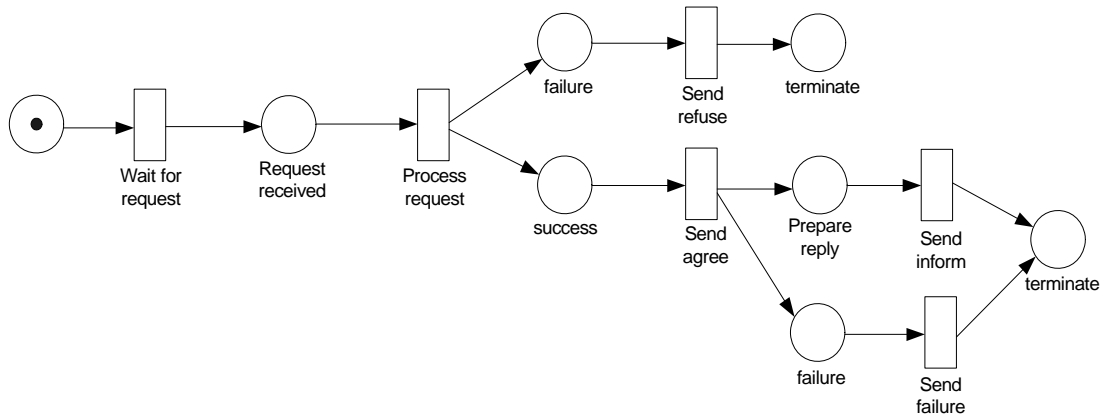 failure
Send
refuse
terminate
Wait for
request
Request
received
Process
request
success
Send
agree
Prepare
reply
Send
inform
terminate
failure
Send
failure